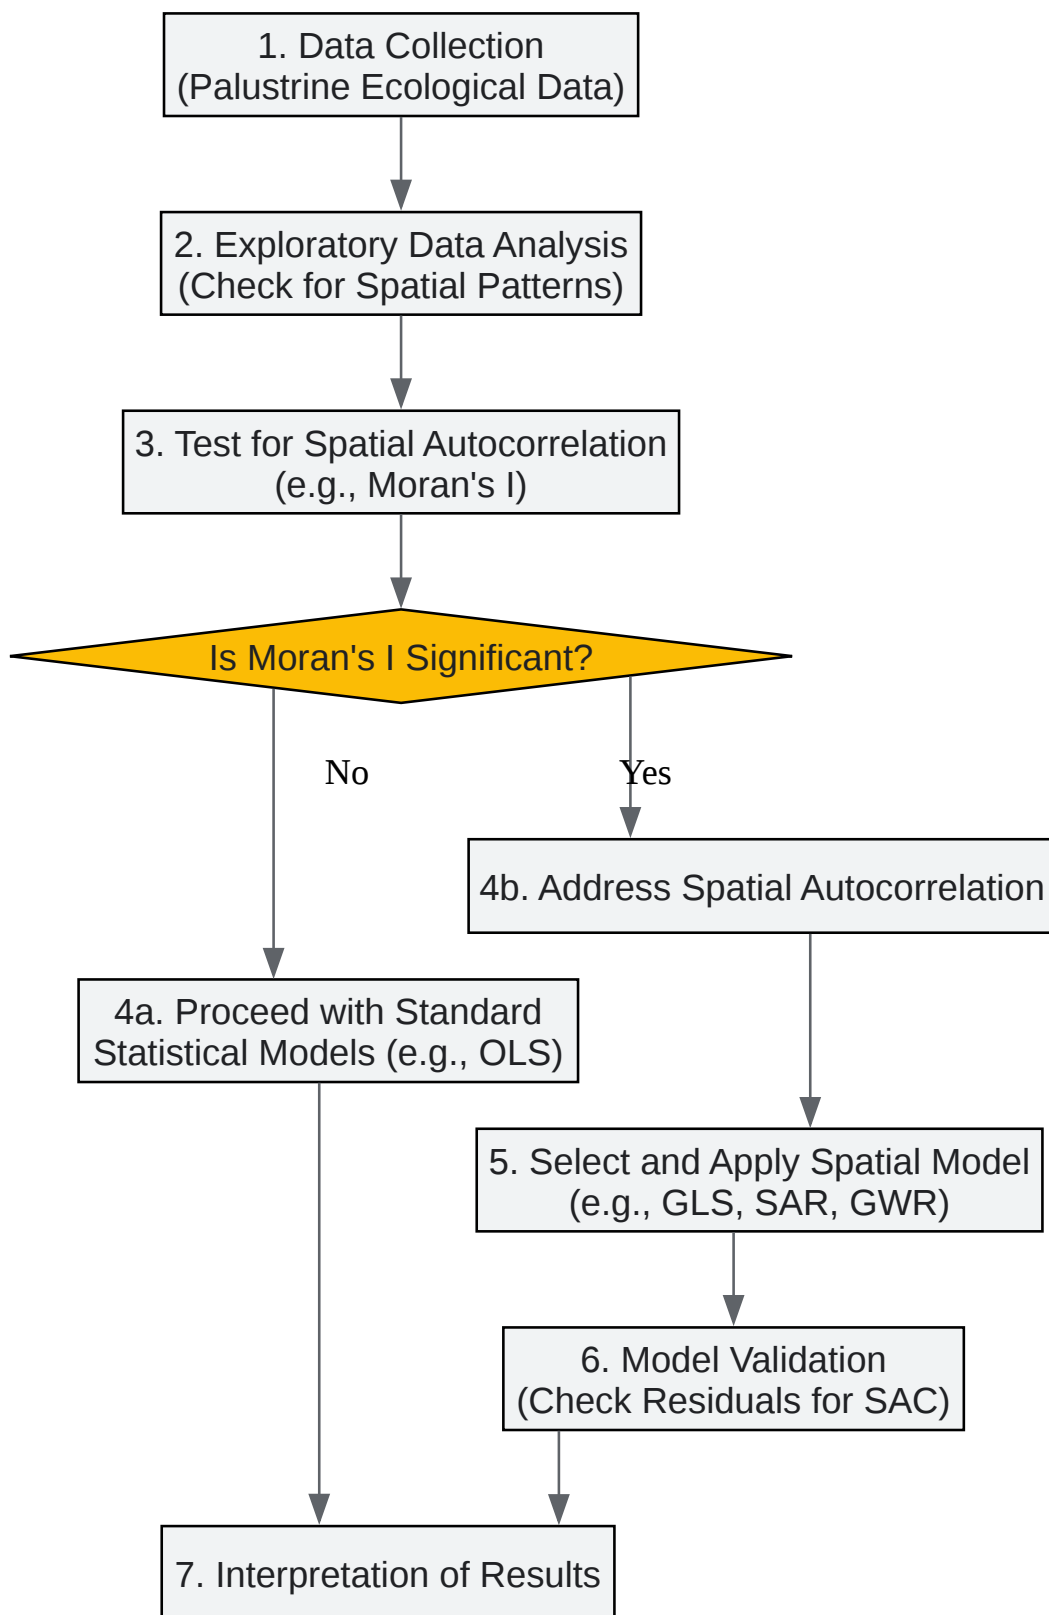 1. Data Collection
(Palustrine Ecological Data)
2. Exploratory Data Analysis
(Check for Spatial Patterns)
3. Test for Spatial Autocorrelation
(e.g., Moran's I)
Is Moran's I Significant?
No
Yes
4b. Address Spatial Autocorrelation
4a. Proceed with Standard
Statistical Models (e.g., OLS)
5. Select and Apply Spatial Model
(e.g., GLS, SAR, GWR)
6. Model Validation
(Check Residuals for SAC)
7. Interpretation of Results